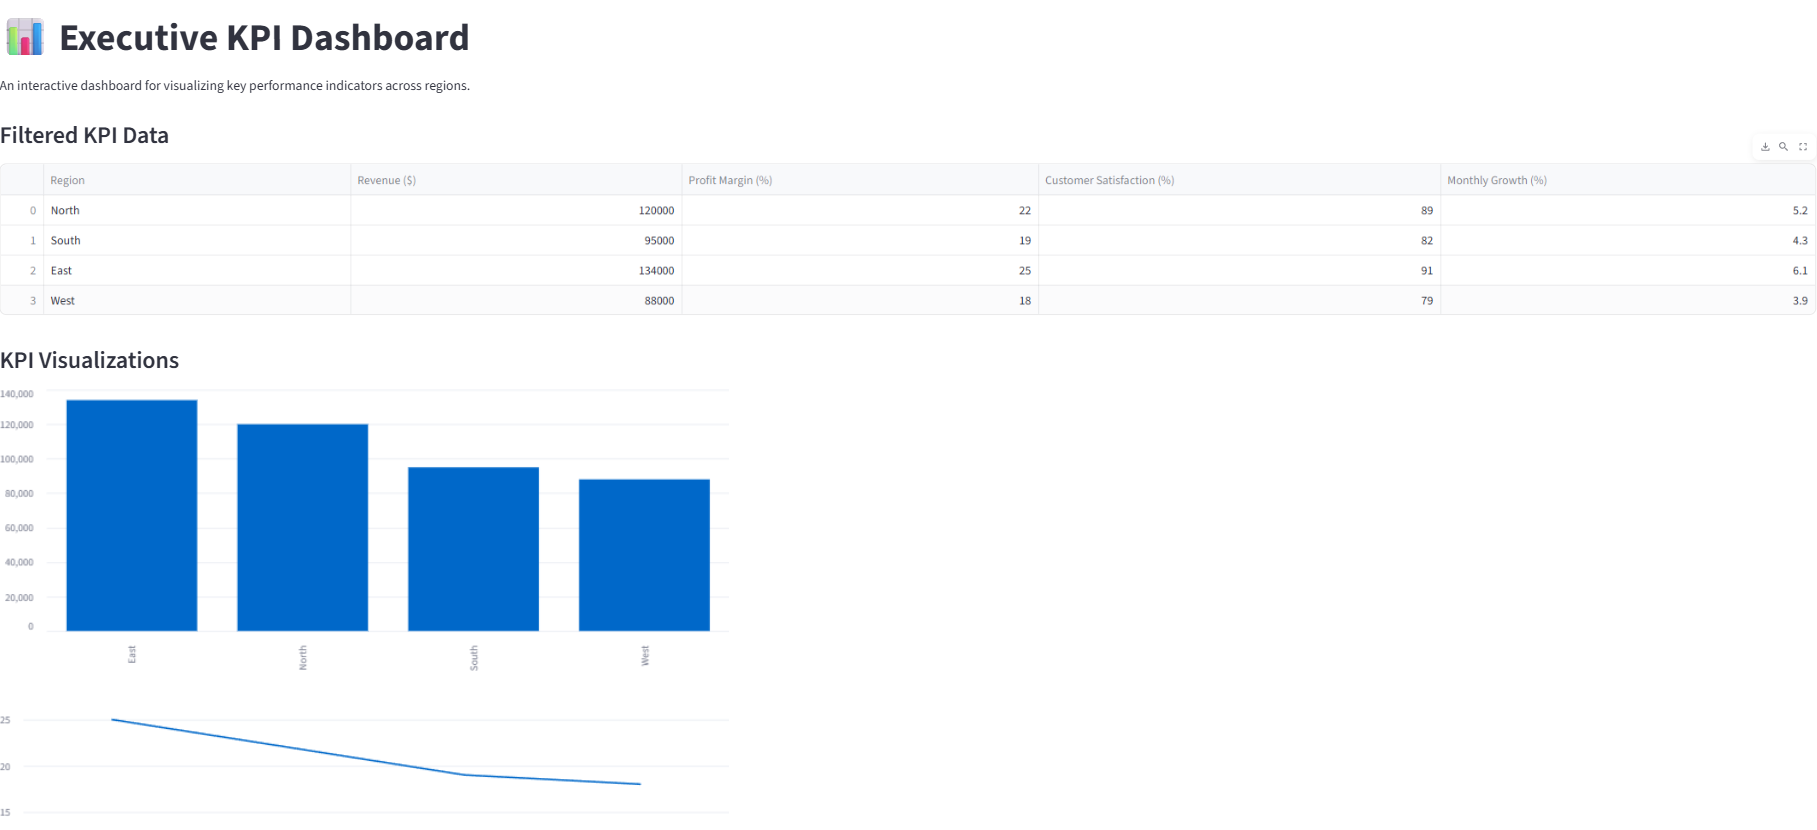 Executive KPI Dashboard
An interactive dashboard for visualizing key performance indicators across regions.
Filtered KPI Data
Region Revenue ($) Profit Margin (%) Customer Satisfaction (%) Monthly Growth (%)
0 North 120000 22 89 5.2
1 South 95000 19 82 4.3
2 East 134000 25 91 6.1
3 West 88000 18 79 3.9
KPI Visualizations
140,000
120,000
100,000
80,000
60,000
40,000
20,000
0
East North South West
25
20
15